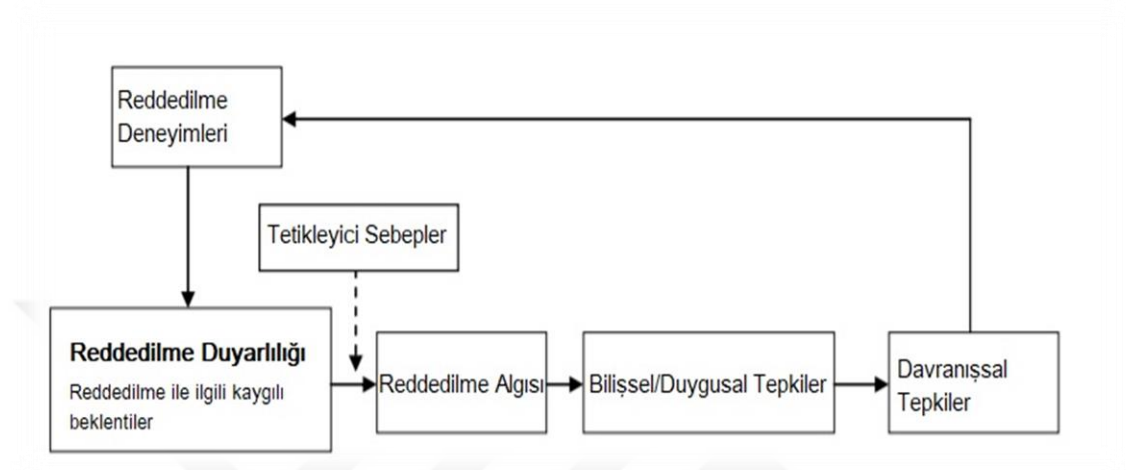 Reddedilme
Deneyimleri
Tetikleyici Sebepler
Reddedilme Duyarlılığı
Reddedilme ile ilgili kaygılı
beklentiler
Reddedilme Algısı
Bilişsel/Duygusal Tepkiler
Davranışsal
Tepkiler